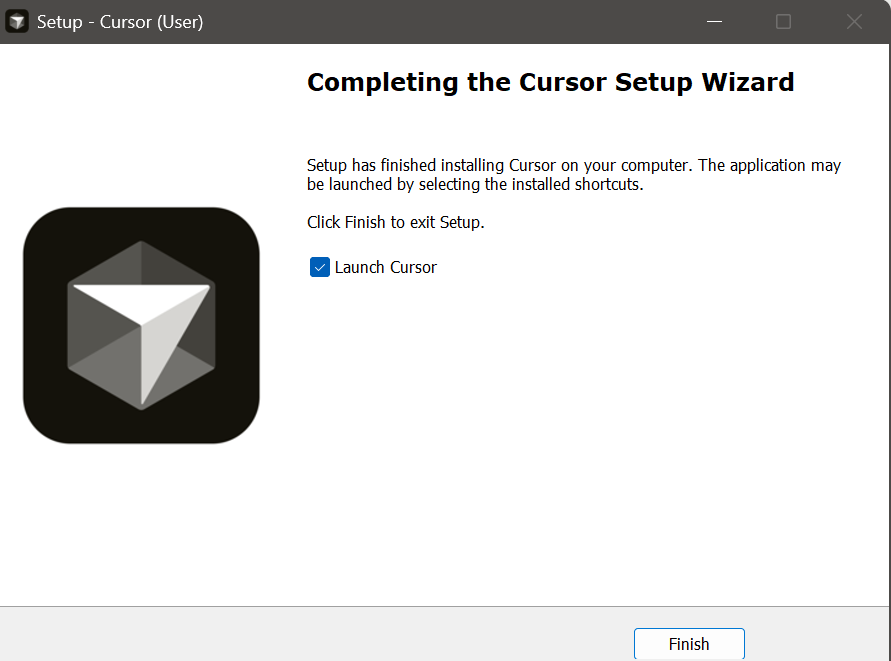 Setup - Cursor (User)
Completing the Cursor Setup Wizard
Setup has finished installing Cursor on your computer. The application may
be launched by selecting the installed shortcuts.
Click Finish to exit Setup.
Launch Cursor
Finish